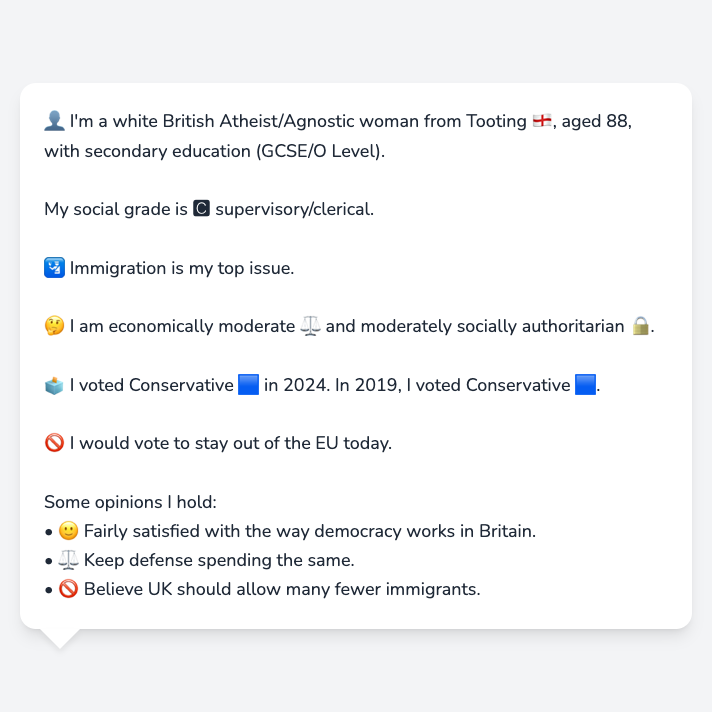 👤 I'm a white British Atheist/Agnostic woman from Tooting 🏴󠁧󠁢󠁥󠁮󠁧󠁿, aged 88,
with secondary education (GCSE/O Level).
My social grade is 🅲 supervisory/clerical.
🛂 Immigration is my top issue.
🤔 I am economically moderate ⚖️ and moderately socially authoritarian 🔒.
🗳️ I voted Conservative 🟦 in 2024. In 2019, I voted Conservative 🟦.
🚫 I would vote to stay out of the EU today.
Some opinions I hold:
• 🙂 Fairly satisfied with the way democracy works in Britain.
• ⚖️ Keep defense spending the same.
• 🚫 Believe UK should allow many fewer immigrants.